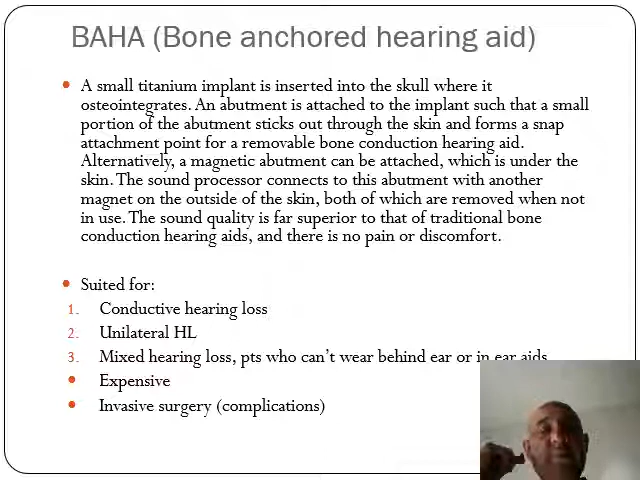 BAHA (Bone anchored hearing aid)
A small titanium implant is inserted into the skull where it
osteointegrates. An abutment is attached to the implant such that a small
portion of the abutment sticks out through the skin and forms a snap
attachment point for a removable bone conduction hearing aid.
Alternatively, a magnetic abutment can be attached, which is under the
skin. The sound processor connects to this abutment with another
magnet on the outside of the skin, both of which are removed when not
in use. The sound quality is far superior to that of traditional bone
conduction hearing aids, and there is no pain or discomfort.
Suited for:
1. Conductive hearing loss
2. Unilateral HL
3. Mixed hearing loss, pts who can't wear behind ear or in ear aids
Expensive
Invasive surgery (complications)